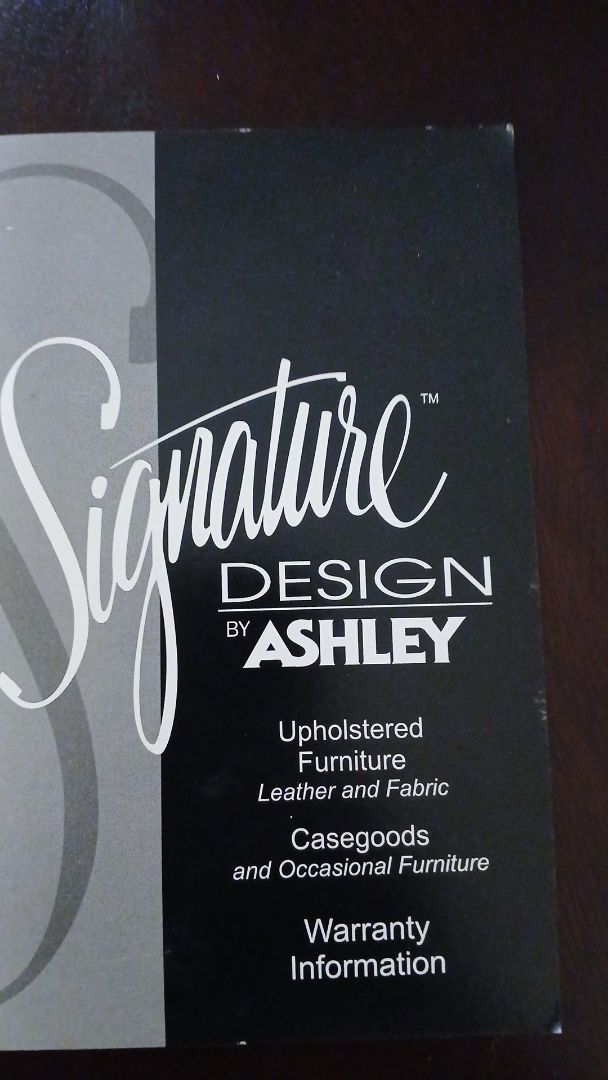 Signature™
DESIGN
BY ASHLEY
Upholstered
Furniture
Leather and Fabric
Casegoods
and Occasional Furniture
Warranty
Information